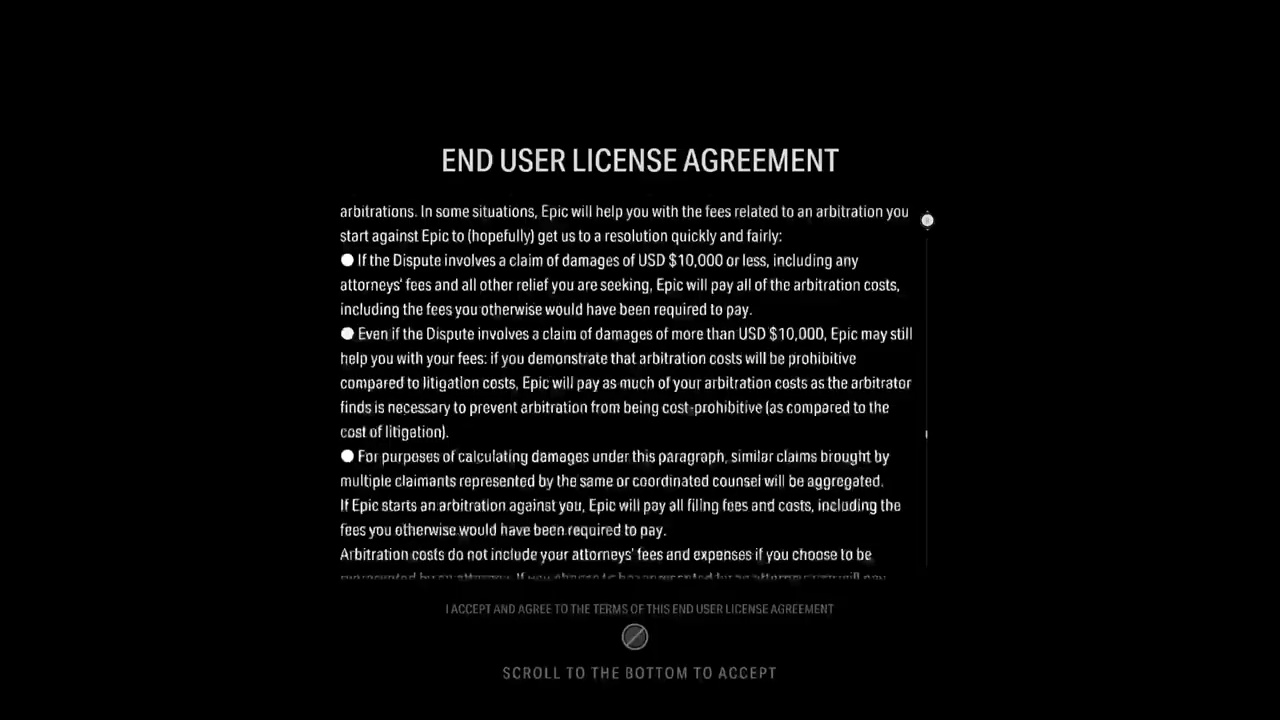 END USER LICENSE AGREEMENT
arbitrations. In some situations, Epic will help you with the fees related to an arbitration you
start against Epic to (hopefully) get us to a resolution quickly and fairly:
● If the Dispute involves a claim of damages of USD $10,000 or less, including any
attorneys' fees and all other relief you are seeking, Epic will pay all of the arbitration costs,
including the fees you otherwise would have been required to pay.
● Even if the Dispute involves a claim of damages of more than USD $10,000, Epic may still
help you with your fees: if you demonstrate that arbitration costs will be prohibitive
compared to litigation costs, Epic will pay as much of your arbitration costs as the arbitrator
finds is necessary to prevent arbitration from being cost-prohibitive (as compared to the
cost of litigation).
● For purposes of calculating damages under this paragraph, similar claims brought by
multiple claimants represented by the same or coordinated counsel will be aggregated.
If Epic starts an arbitration against you, Epic will pay all filing fees and costs, including the
fees you otherwise would have been required to pay.
Arbitration costs do not include your attorneys' fees and expenses if you choose to be
I ACCEPT AND AGREE TO THE TERMS OF THIS END USER LICENSE AGREEMENT
SCROLL TO THE BOTTOM TO ACCEPT